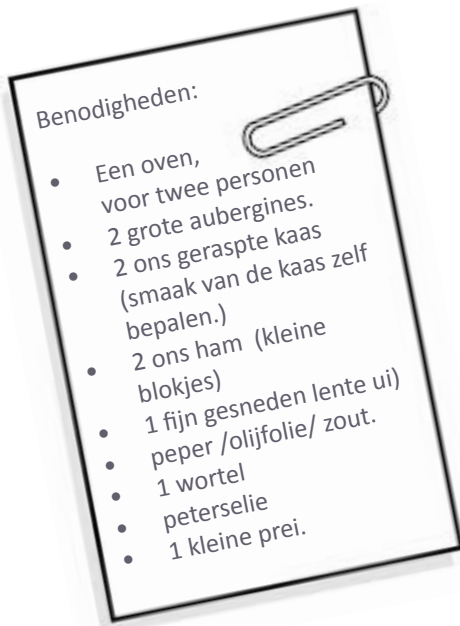 Benodigheden:
• Een oven,
voor twee personen
• 2 grote aubergines.
• 2 ons geraspte kaas
(smaak van de kaas zelf
bepalen.)
• 2 ons ham (kleine
blokjes)
• 1 fijn gesneden lente ui)
• peper /olijfolie/ zout.
• 1 wortel
• peterselie
• 1 kleine prei.